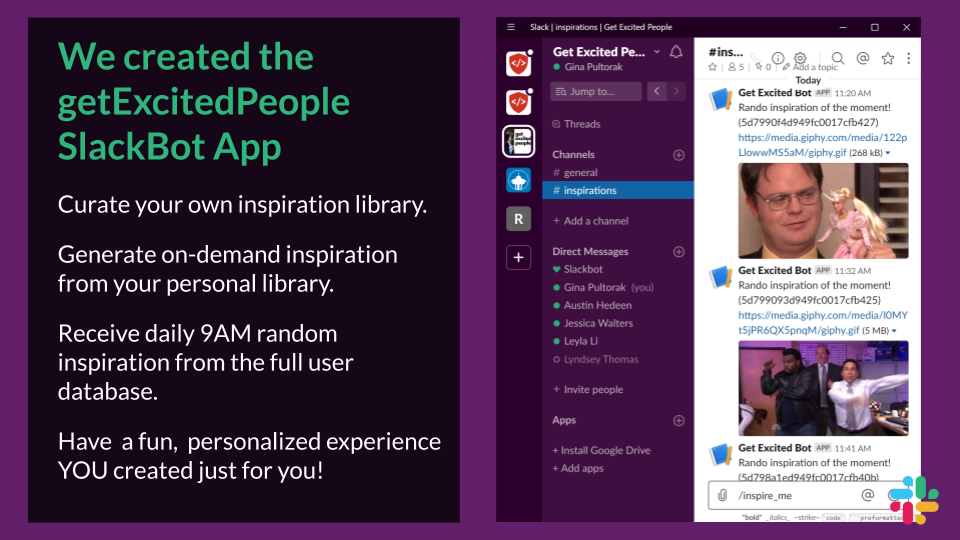 We created the
getExcitedPeople
SlackBot App
Curate your own inspiration library.
Generate on-demand inspiration
from your personal library.
Receive daily 9AM random
inspiration from the full user
database.
Have a fun, personalized experience
YOU created just for you!
Slack | inspirations | Get Excited People
get
excited
people
R
+
Get Excited Pe...
Gina Pultorak
Jump to...
Threads
Channels
# general
# inspirations
+ Add a channel
Direct Messages
Slackbot
Gina Pultorak (you)
Austin Hedeen
Jessica Walters
Leyla Li
Lyndsey Thomas
+ Invite people
Apps
+ Install Google Drive
+ Add apps
#ins...
5 | 0 | Add a topic
Today
Get Excited Bot APP 11:20 AM
Rando inspiration of the moment!
(5d7990f4d949fc0017cfb427)
https://media.giphy.com/media/122p
LlowwMS5aM/giphy.gif (268 kB)
Get Excited Bot APP 11:32 AM
Rando inspiration of the moment!
(5d799093d949fc0017cfb425)
https://media.giphy.com/media/l0MY
t5jPR6QX5pnqM/giphy.gif (5 MB)
Get Excited Bot APP 11:41 AM
Rando inspiration of the moment!
(5d798a1ed949fc0017cfb40b)
/inspire_me
*bold* _italics_ ~strike~ `code` ```preformatted